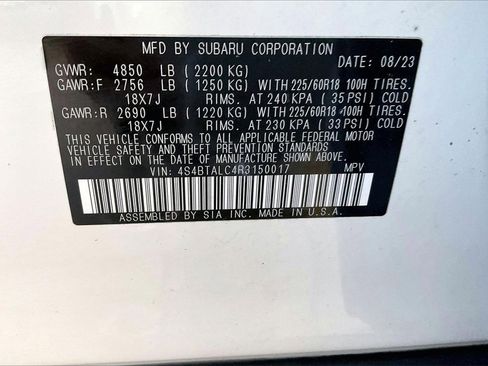 MFD BY SUBARU CORPORATION
DATE: 08/23
GVWR: 4850 LB (2200 KG)
GAWR:F 2756 LB (1250 KG) WITH 225/60R18 100H TIRES.
18X7J RIMS. AT 240 KPA (35 PSI) COLD
GAWR:R 2690 LB (1220 KG) WITH 225/60R18 100H TIRES.
18X7J RIMS. AT 230 KPA (33 PSI) COLD
THIS VEHICLE CONFORMS TO ALL APPLICABLE FEDERAL MOTOR
VEHICLE SAFETY BUMPER, AND THEFT PREVENTION STANDARDS
IN EFFECT ON THE DATE OF MANUFACTURE SHOWN ABOVE.
VIN: 4S4BTALC4R3150017 MPV
ASSEMBLED BY SIA INC. MADE IN U.S.A.